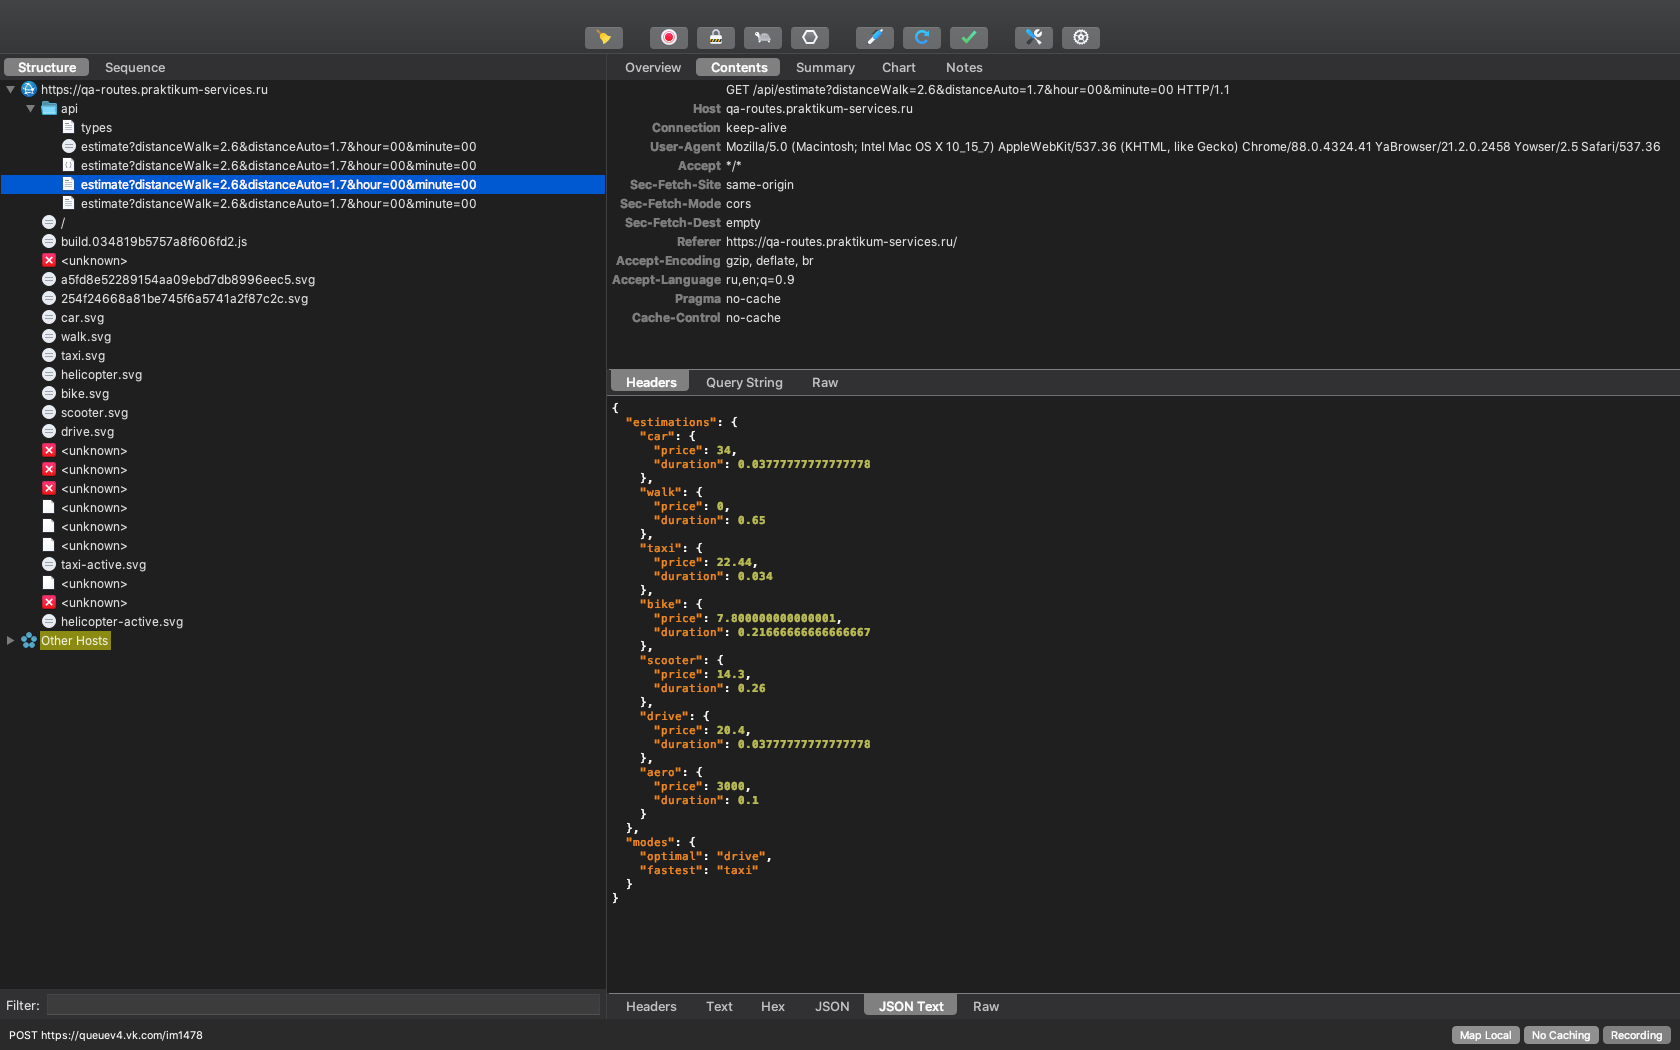 Structure
Sequence
https://qa-routes.praktikum-services.ru
api
types
estimate?distanceWalk=2.6&distanceAuto=1.7&hour=00&minute=00
estimate?distanceWalk=2.6&distanceAuto=1.7&hour=00&minute=00
estimate?distanceWalk=2.6&distanceAuto=1.7&hour=00&minute=00
estimate?distanceWalk=2.6&distanceAuto=1.7&hour=00&minute=00
/
build.034819b5757a8f606fd2.js
<unknown>
a5fd8e52289154aa09ebd7db8996eec5.svg
254f24668a81be745f6a5741a2f87c2c.svg
car.svg
walk.svg
taxi.svg
helicopter.svg
bike.svg
scooter.svg
drive.svg
<unknown>
<unknown>
<unknown>
<unknown>
<unknown>
<unknown>
taxi-active.svg
<unknown>
<unknown>
helicopter-active.svg
Other Hosts
Filter:
Overview Contents Summary Chart Notes
GET /api/estimate?distanceWalk=2.6&distanceAuto=1.7&hour=00&minute=00 HTTP/1.1
Host qa-routes.praktikum-services.ru
Connection keep-alive
User-Agent Mozilla/5.0 (Macintosh; Intel Mac OS X 10_15_7) AppleWebKit/537.36 (KHTML, like Gecko) Chrome/88.0.4324.41 YaBrowser/21.2.0.2458 Yowser/2.5 Safari/537.36
Accept */*
Sec-Fetch-Site same-origin
Sec-Fetch-Mode cors
Sec-Fetch-Dest empty
Referer https://qa-routes.praktikum-services.ru/
Accept-Encoding gzip, deflate, br
Accept-Language ru,en;q=0.9
Pragma no-cache
Cache-Control no-cache
Headers Query String Raw
{
"estimations": {
"car": {
"price": 34,
"duration": 0.03777777777777778
},
"walk": {
"price": 0,
"duration": 0.65
},
"taxi": {
"price": 22.44,
"duration": 0.034
},
"bike": {
"price": 7.800000000000001,
"duration": 0.21666666666666667
},
"scooter": {
"price": 14.3,
"duration": 0.26
},
"drive": {
"price": 20.4,
"duration": 0.03777777777777778
},
"aero": {
"price": 3000,
"duration": 0.1
}
},
"modes": {
"optimal": "drive",
"fastest": "taxi"
}
}
Headers Text Hex JSON JSON Text Raw
POST https://queuev4.vk.com/im1478
Map Local No Caching Recording